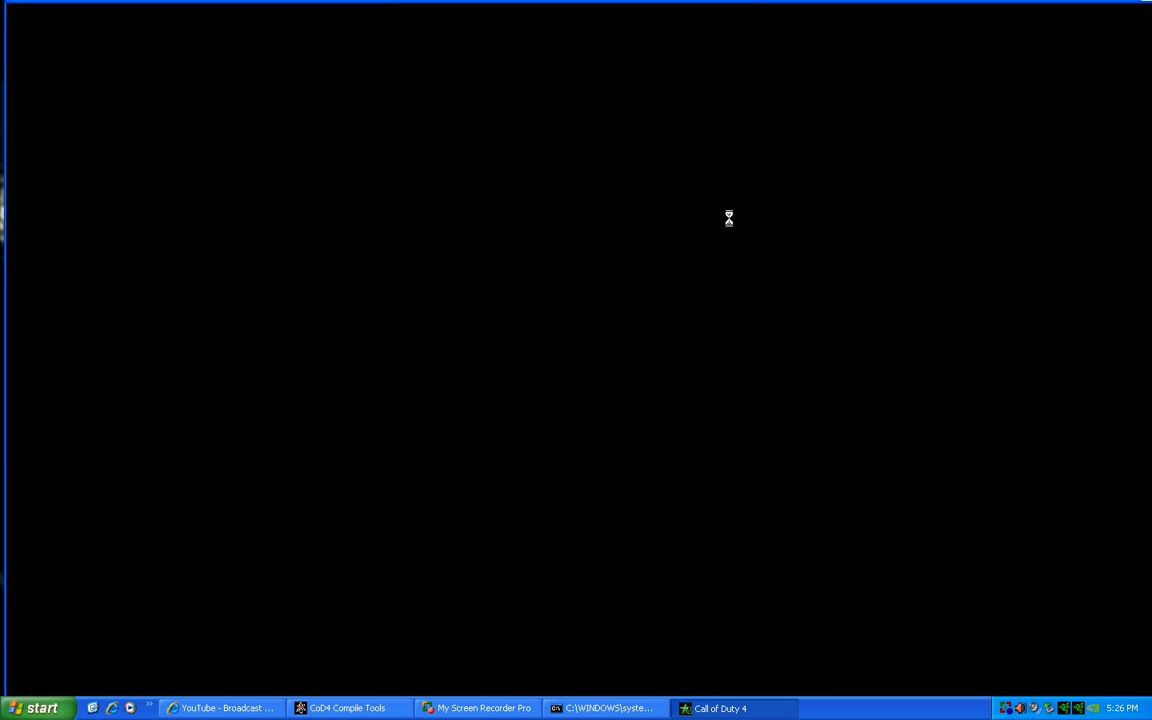 start
YouTube - Broadcast ...
CoD4 Compile Tools
My Screen Recorder Pro
C:\WINDOWS\syste...
Call of Duty 4
5:26 PM